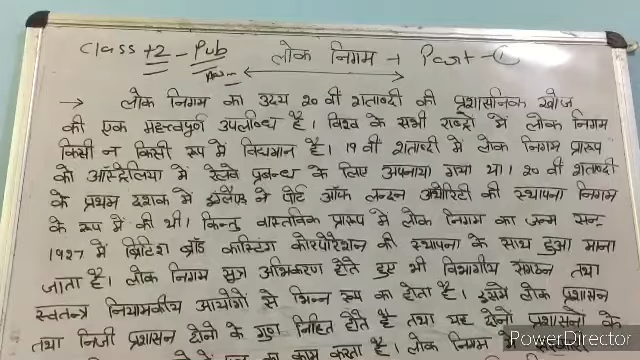 Class +2 - Pub लोक निगम → Part-①
Ans-
→ लोक निगम का उदय 20 वी शताब्दी की प्रशासनिक खोज
की एक महत्वपूर्ण उपलब्धि है। विश्व के सभी राष्ट्रों में लोक निगम
किसी न किसी रूप में विद्यमान है। 19 वी शताब्दी में लोक निगम प्रारूप
को ऑस्ट्रेलिया में रेलवे प्रबन्ध के लिए अपनाया गया था। 20 वी शताब्दी
के प्रथम दशक में इंग्लैण्ड ने पोर्ट ऑफ लन्दन अथॉरिटी की स्थापना निगम
के रूप में की थी। किन्तु वास्तविक प्रारूप में लोक निगम का जन्म सन्
1927 में ब्रिटिश ब्रॉड कास्टिंग कोरपोरेशन की स्थापना के साथ हुआ माना
जाता है। लोक निगम सूत्र अभिकरण होते हुए भी विभागीय संगठन तथा
स्वतन्त्र नियामकीय आयोगों से भिन्न रूप का होता है। इसमें लोक प्रशासन
तथा निजी प्रशासन दोनो के गुण निहित होते है तथा यह दोनो प्रशासनो के
का काम करता है। लोक निगम
PowerDirector